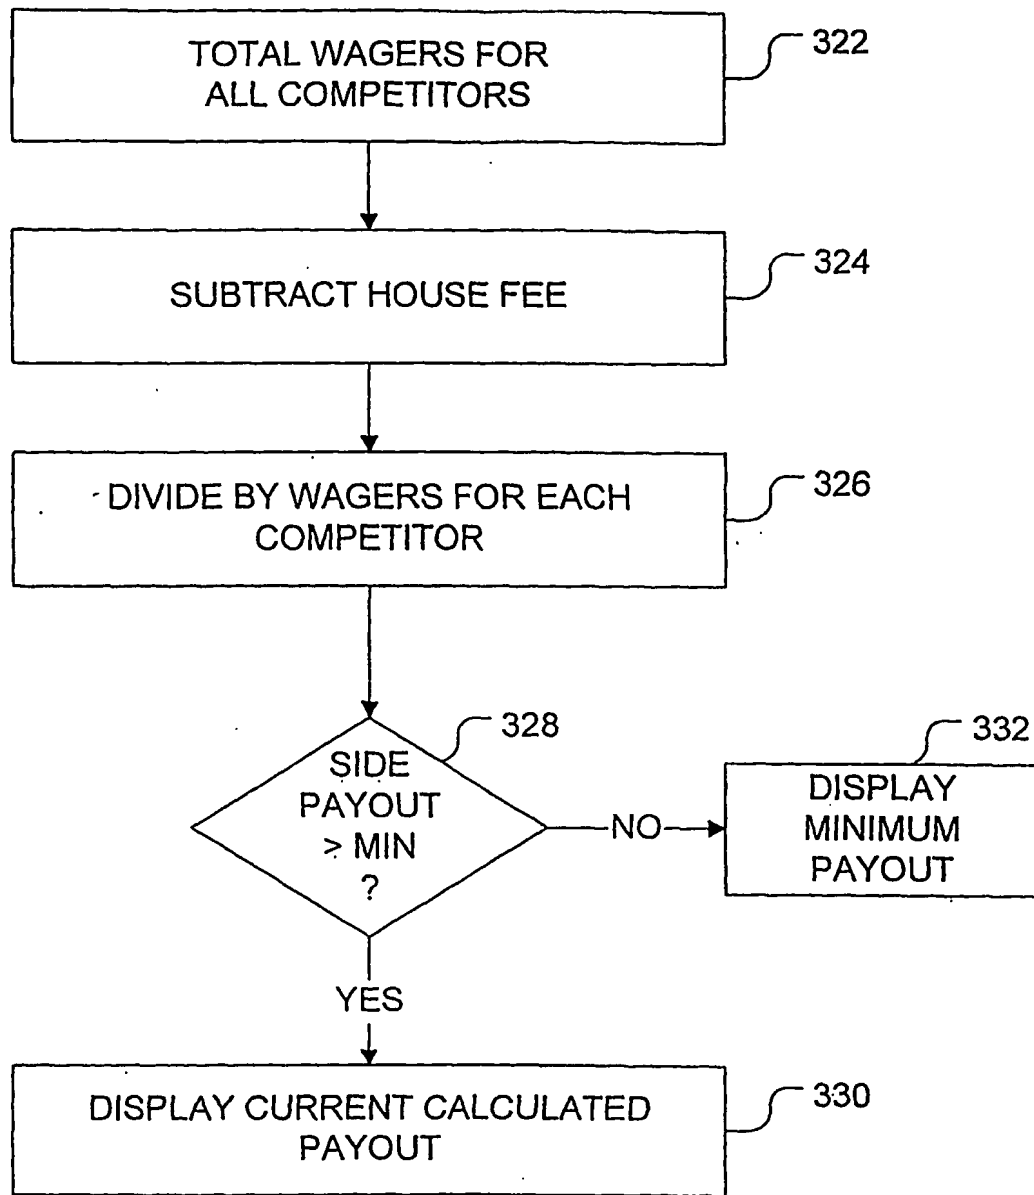 TOTAL WAGERS FOR
ALL COMPETITORS
322
SUBTRACT HOUSE FEE
324
DIVIDE BY WAGERS FOR EACH
COMPETITOR
326
SIDE
PAYOUT
> MIN
?
328
NO
DISPLAY
MINIMUM
PAYOUT
332
YES
DISPLAY CURRENT CALCULATED
PAYOUT
330